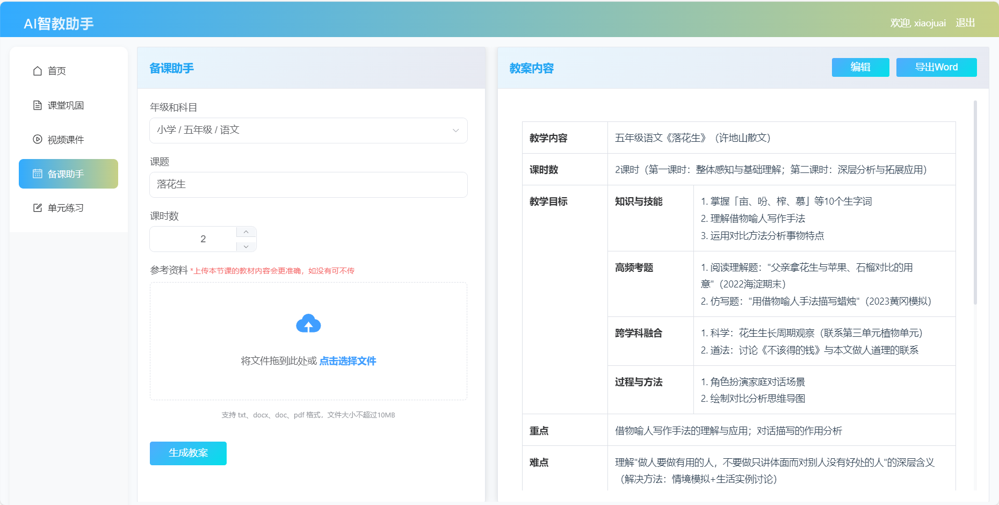 AI智教助手
欢迎, xiaojuai 退出
首页
课堂巩固
视频课件
备课助手
单元练习
备课助手
年级和科目
小学 / 五年级 / 语文
课题
落花生
课时数
2
参考资料 *上传本节课的教材内容会更准确，如没有可不传
将文件拖到此处或 点击选择文件
支持 txt、docx、doc、pdf 格式，文件大小不超过10MB
生成教案
教案内容
编辑
导出Word
教学内容
五年级语文《落花生》（许地山散文）
课时数
2课时（第一课时：整体感知与基础理解；第二课时：深层分析与拓展应用）
教学目标
知识与技能
1. 掌握「亩、吩、榨、慕」等10个生字词
2. 理解借物喻人写作手法
3. 运用对比方法分析事物特点
高频考题
1. 阅读理解题："父亲拿花生与苹果、石榴对比的用
意"（2022海淀期末）
2. 仿写题："用借物喻人手法描写蜡烛"（2023黄冈模拟）
跨学科融合
1. 科学：花生生长周期观察（联系第三单元植物单元）
2. 道法：讨论《不该得的钱》与本文做人道理的联系
过程与方法
1. 角色扮演家庭对话场景
2. 绘制对比分析思维导图
重点
借物喻人写作手法的理解与应用；对话描写的作用分析
难点
理解"做人要做有用的人，不要做只讲体面而对别人没有好处的人"的深层含义
（解决方法：情境模拟+生活实例讨论）